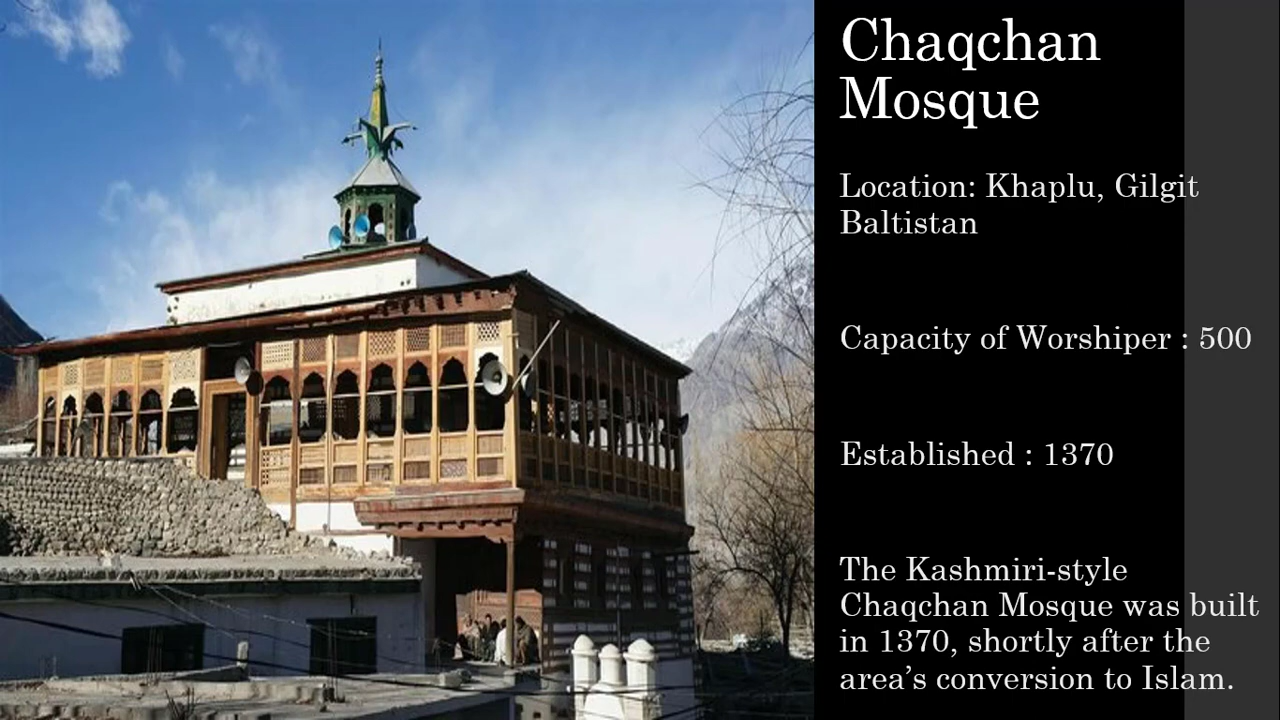 Chaqchan
Mosque
Location: Khaplu, Gilgit
Baltistan
Capacity of Worshiper : 500
Established : 1370
The Kashmiri-style
Chaqchan Mosque was built
in 1370, shortly after the
area’s conversion to Islam.